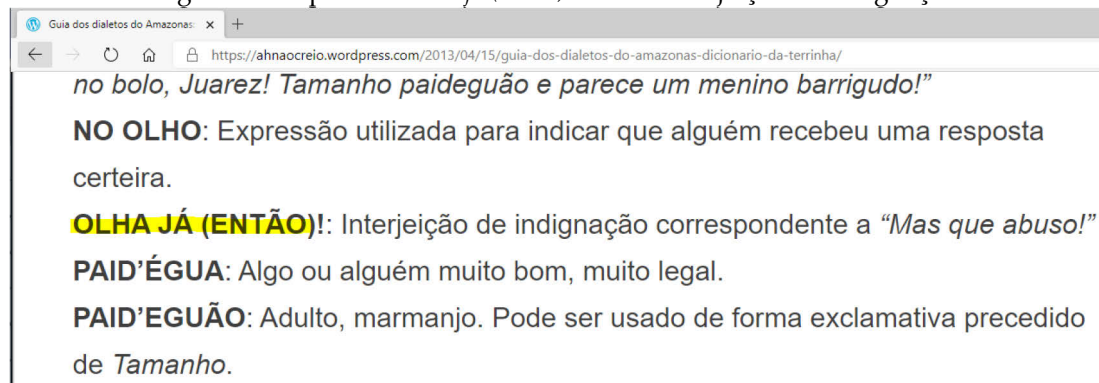 Guia dos dialetos do Amazonas:
https://ahnaocreio.wordpress.com/2013/04/15/guia-dos-dialetos-do-amazonas-dicionario-da-terrinha/
no bolo, Juarez! Tamanho paideguão e parece um menino barrigudo!”
NO OLHO: Expressão utilizada para indicar que alguém recebeu uma resposta
certeira.
OLHA JÁ (ENTÃO)!: Interjeição de indignação correspondente a “Mas que abuso!”
PAID’ÉGUA: Algo ou alguém muito bom, muito legal.
PAID’EGUÃO: Adulto, marmanjo. Pode ser usado de forma exclamativa precedido
de Tamanho.